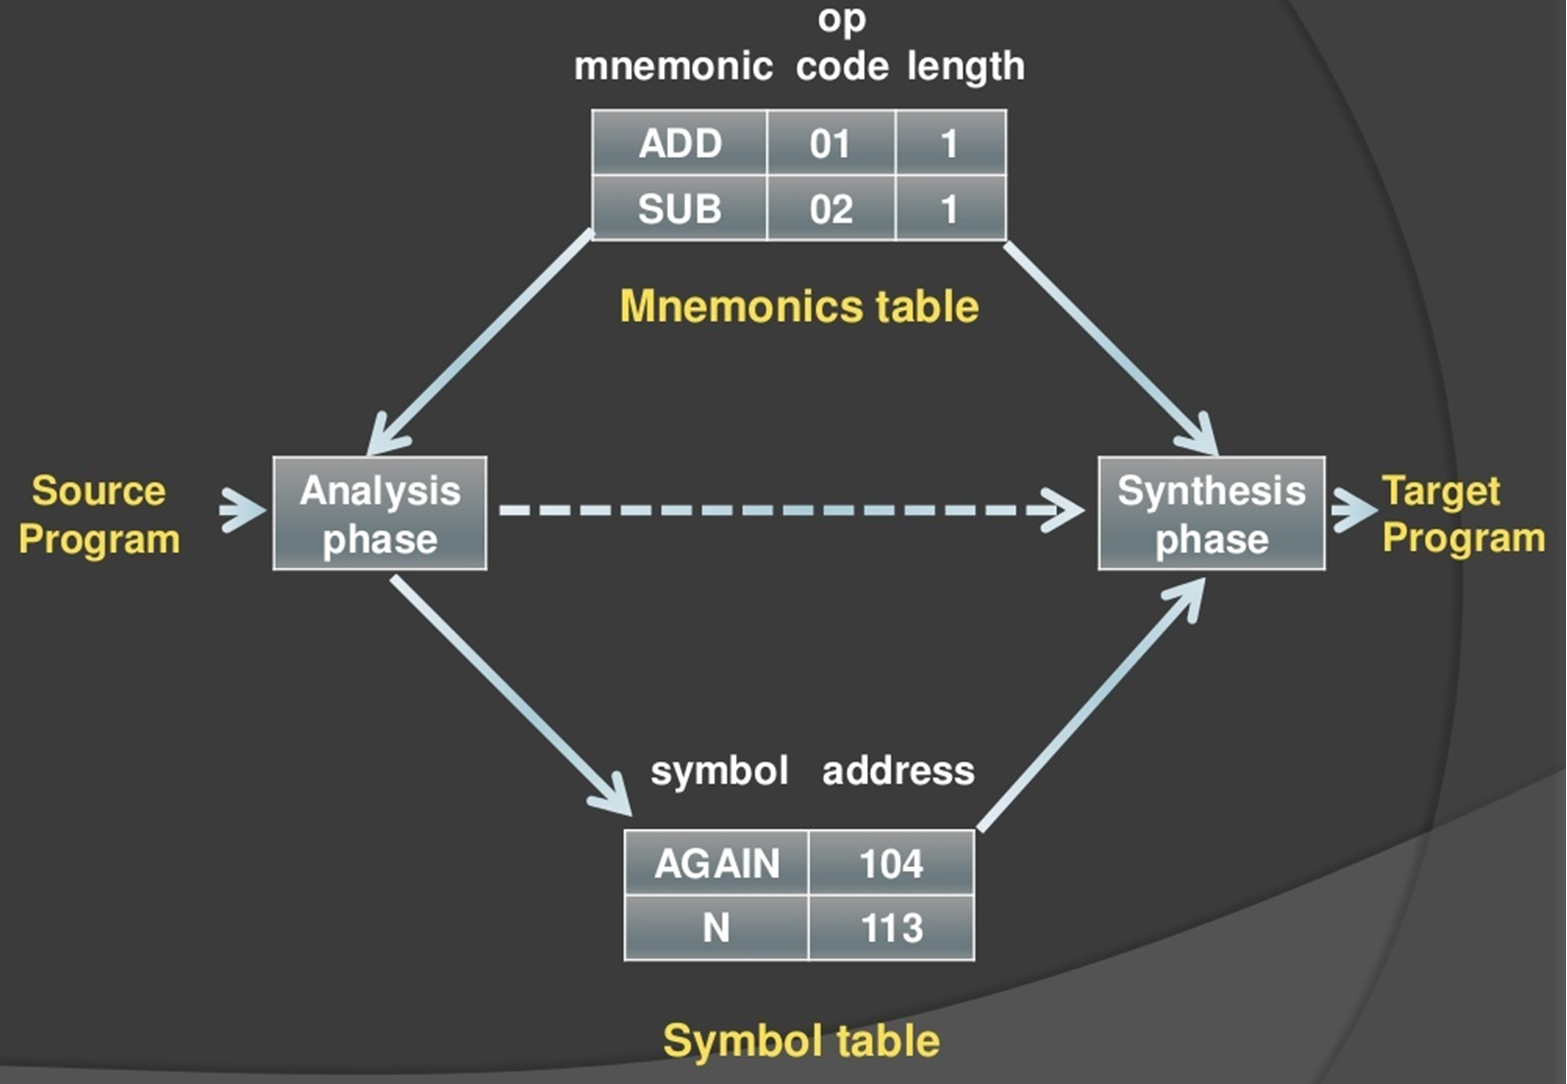 op
mnemonic code length
ADD 01 1
SUB 02 1
Mnemonics table
Source
Program
Analysis
phase
Synthesis
phase
Target
Program
symbol address
AGAIN 104
N 113
Symbol table